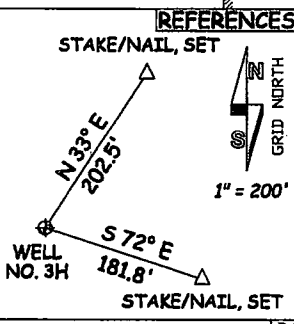 REFERENCES
STAKE/NAIL, SET
N
GRID NORTH
S
1" = 200'
N 33° E
202.5'
WELL
NO. 3H
S 72° E
181.8'
STAKE/NAIL, SET